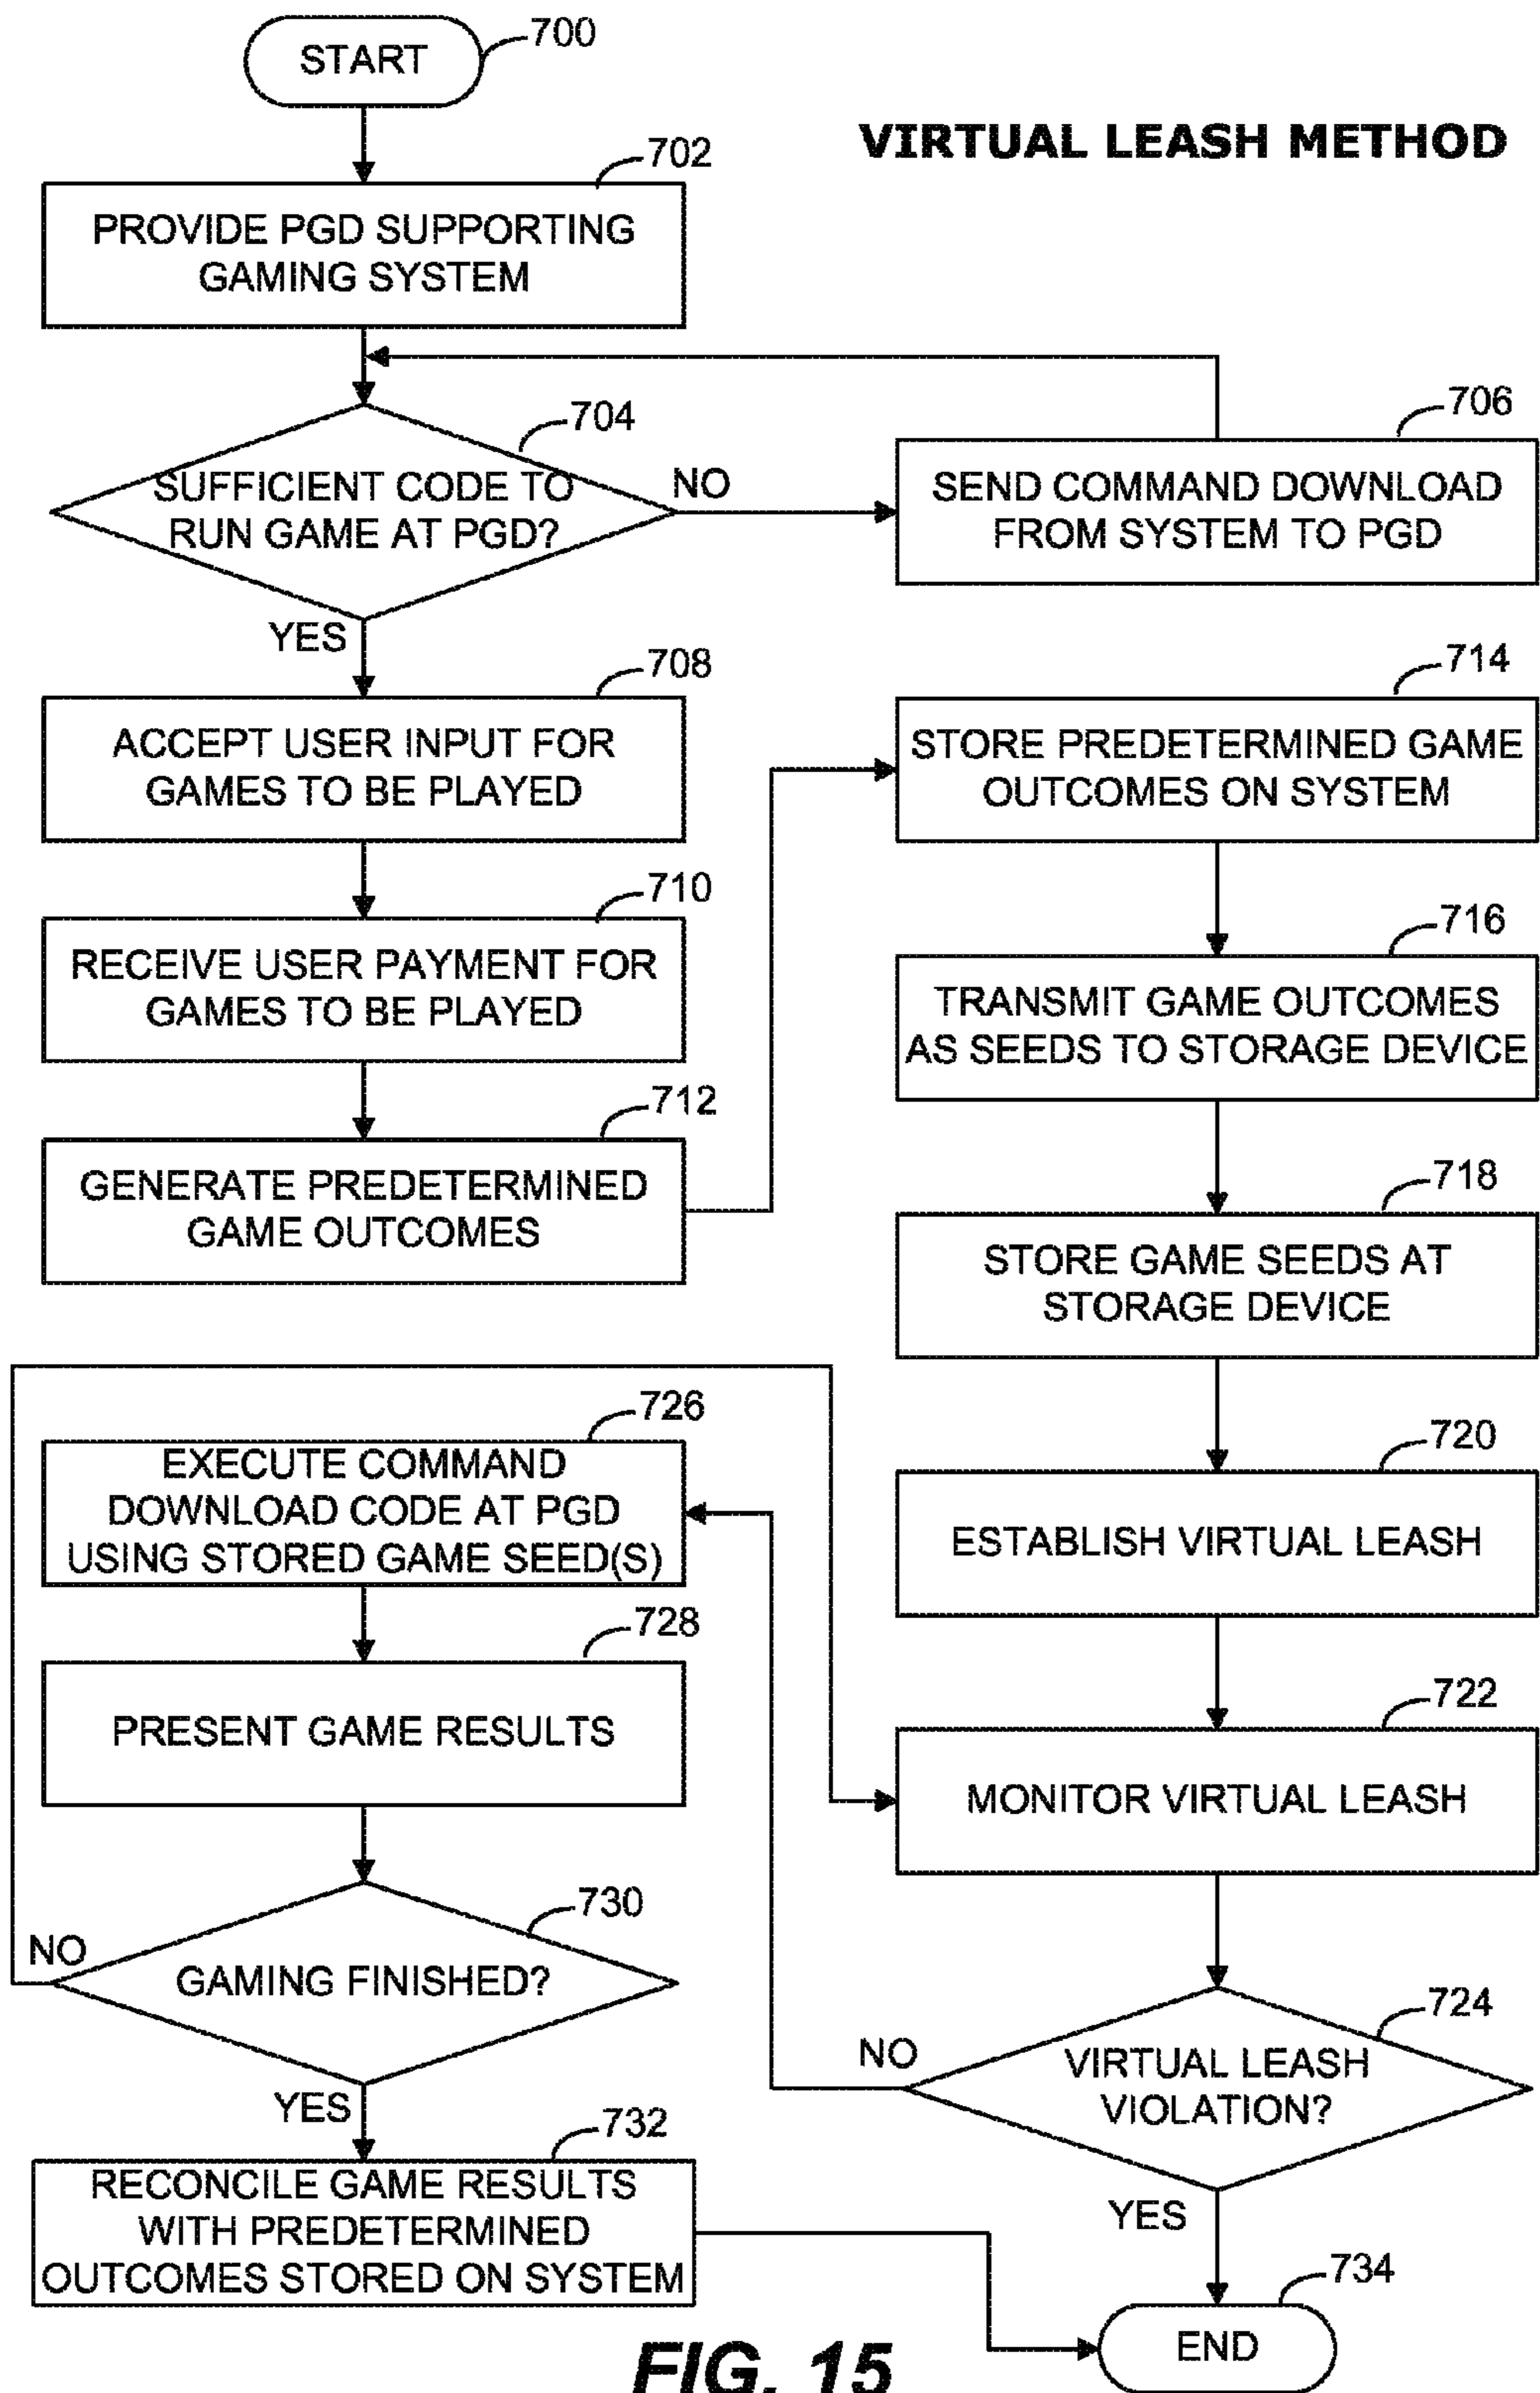 START
700
VIRTUAL LEASH METHOD
702
PROVIDE PGD SUPPORTING
GAMING SYSTEM
704
SUFFICIENT CODE TO
RUN GAME AT PGD?
NO
YES
706
SEND COMMAND DOWNLOAD
FROM SYSTEM TO PGD
708
ACCEPT USER INPUT FOR
GAMES TO BE PLAYED
710
RECEIVE USER PAYMENT FOR
GAMES TO BE PLAYED
712
GENERATE PREDETERMINED
GAME OUTCOMES
714
STORE PREDETERMINED GAME
OUTCOMES ON SYSTEM
716
TRANSMIT GAME OUTCOMES
AS SEEDS TO STORAGE DEVICE
718
STORE GAME SEEDS AT
STORAGE DEVICE
720
ESTABLISH VIRTUAL LEASH
722
MONITOR VIRTUAL LEASH
724
VIRTUAL LEASH
VIOLATION?
NO
YES
726
EXECUTE COMMAND
DOWNLOAD CODE AT PGD
USING STORED GAME SEED(S)
728
PRESENT GAME RESULTS
730
GAMING FINISHED?
NO
YES
732
RECONCILE GAME RESULTS
WITH PREDETERMINED
OUTCOMES STORED ON SYSTEM
734
END
FIG. 15